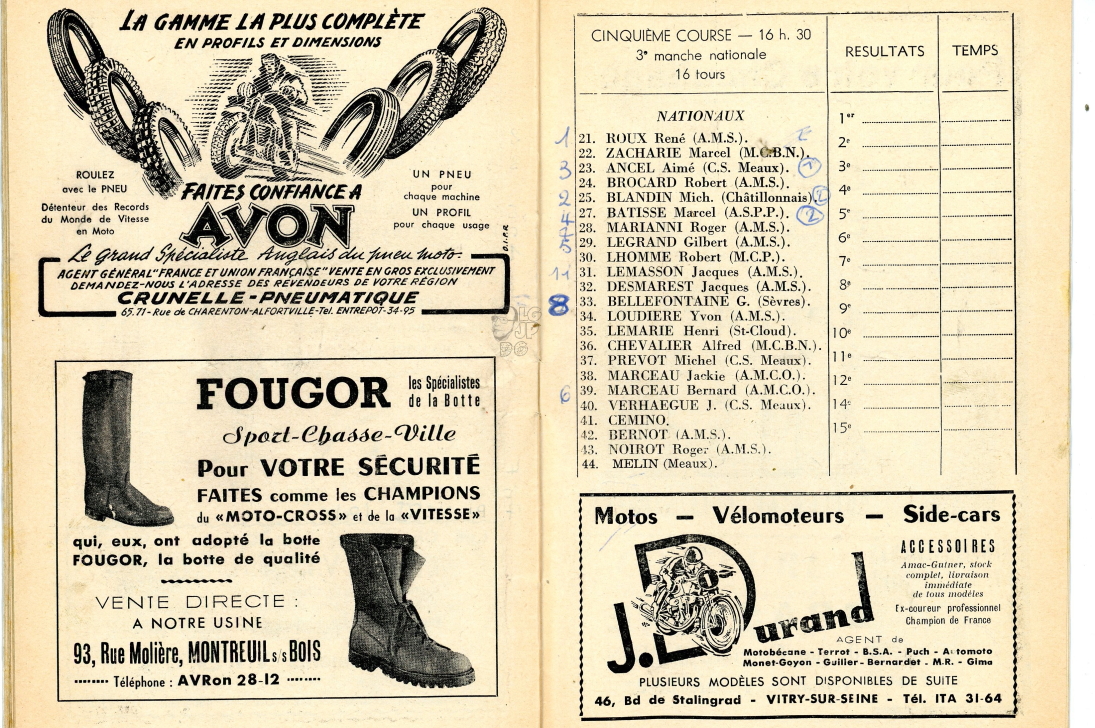 LA GAMME LA PLUS COMPLÈTE
EN PROFILS ET DIMENSIONS
ROULEZ
avec le PNEU
Détenteur des Records
du Monde de Vitesse
en Moto
UN PNEU
pour
chaque machine
UN PROFIL
pour chaque usage
FAITES CONFIANCE A
AVON
Le grand Spécialiste Anglais du pneu moto.
AGENT GÉNÉRAL "FRANCE ET UNION FRANÇAISE" VENTE EN GROS EXCLUSIVEMENT
DEMANDEZ-NOUS L'ADRESSE DES REVENDEURS DE VOTRE RÉGION
CRUNELLE-PNEUMATIQUE
65.71-Rue de CHARENTON-ALFORTVILLE-Tel. ENTREPOT-34-95
FOUGOR
les Spécialistes
de la Botte
Sport-Chasse-Ville
Pour VOTRE SÉCURITÉ
FAITES comme les CHAMPIONS
du «MOTO-CROSS» et de la «VITESSE»
qui, eux, ont adopté la botte
FOUGOR, la botte de qualité
VENTE DIRECTE :
A NOTRE USINE
93, Rue Molière, MONTREUIL s/s BOIS
Téléphone : AVRon 28-12
CINQUIÈME COURSE — 16 h. 30
3e manche nationale
16 tours
RESULTATS
TEMPS
NATIONAUX
1 21. ROUX René (A.M.S.).
22. ZACHARIE Marcel (M.C.B.N.).
3 23. ANCEL Aimé (C.S. Meaux). 1
24. BROCARD Robert (A.M.S.).
2 25. BLANDIN Mich. (Châtillonnais). 2
4 27. BATISSE Marcel (A.S.P.P.). 2
7 28. MARIANNI Roger (A.M.S.).
5 29. LEGRAND Gilbert (A.M.S.).
30. LHOMME Robert (M.C.P.).
11 31. LEMASSON Jacques (A.M.S.).
32. DESMAREST Jacques (A.M.S.).
8 33. BELLEFONTAINE G. (Sèvres).
34. LOUDIERE Yvon (A.M.S.).
35. LEMARIE Henri (St-Cloud).
36. CHEVALIER Alfred (M.C.B.N.).
37. PREVOT Michel (C.S. Meaux).
38. MARCEAU Jackie (A.M.C.O.).
6 39. MARCEAU Bernard (A.M.C.O.).
40. VERHAEGUE J. (C.S. Meaux).
41. CEMINO.
42. BERNOT (A.M.S.).
43. NOIROT Roger (A.M.S.).
44. MELIN (Meaux).
1er
2e
3e
4e
5e
6e
7e
8e
9e
10e
11e
12e
14e
15e
Motos — Vélomoteurs — Side-cars
J. Durand
ACCESSOIRES
Amac-Gutner, stock
complet, livraison
immédiate
de tous modèles
Ex-coureur professionnel
Champion de France
AGENT de
Motobécane - Terrot - B.S.A. - Puch - Automoto
Monet-Goyon - Guiller - Bernardet - M.R. - Gima
PLUSIEURS MODÈLES SONT DISPONIBLES DE SUITE
46, Bd de Stalingrad - VITRY-SUR-SEINE - Tél. ITA 31-64